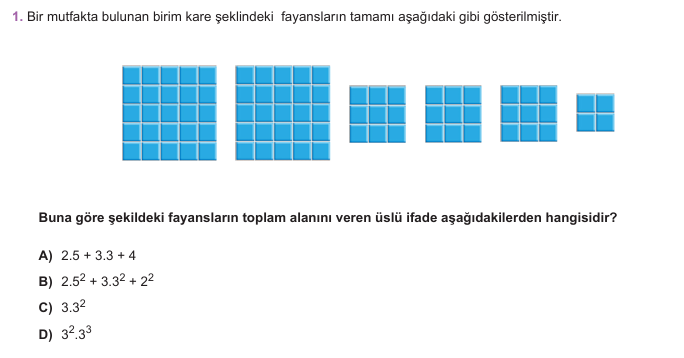 1. Bir mutfakta bulunan birim kare şeklindeki fayansların tamamı aşağıdaki gibi gösterilmiştir.
Buna göre şekildeki fayansların toplam alanını veren üslü ifade aşağıdakilerden hangisidir?
A) 2.5 + 3.3 + 4
B) 2.5² + 3.3² + 2²
C) 3.3²
D) 3².3³